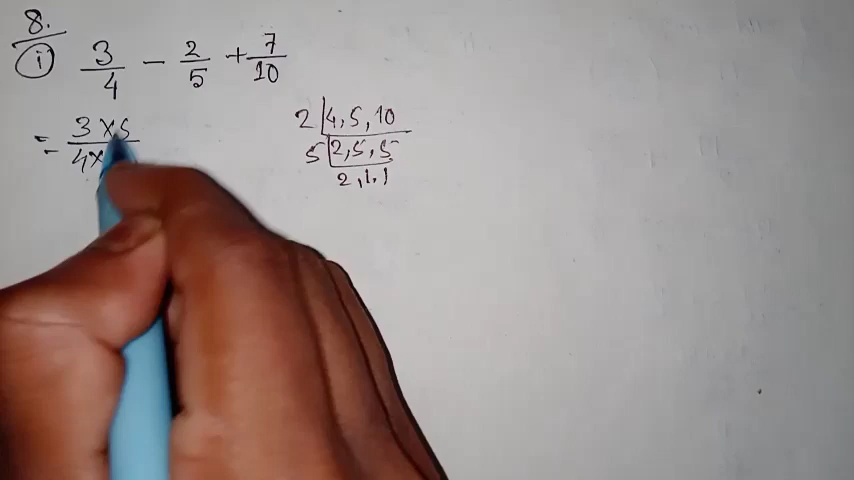 8.
(i) 3/4 - 2/5 + 7/10
= 3×5/4×
2 | 4, 5, 10
5 | 2, 5, 5
2, 1, 1